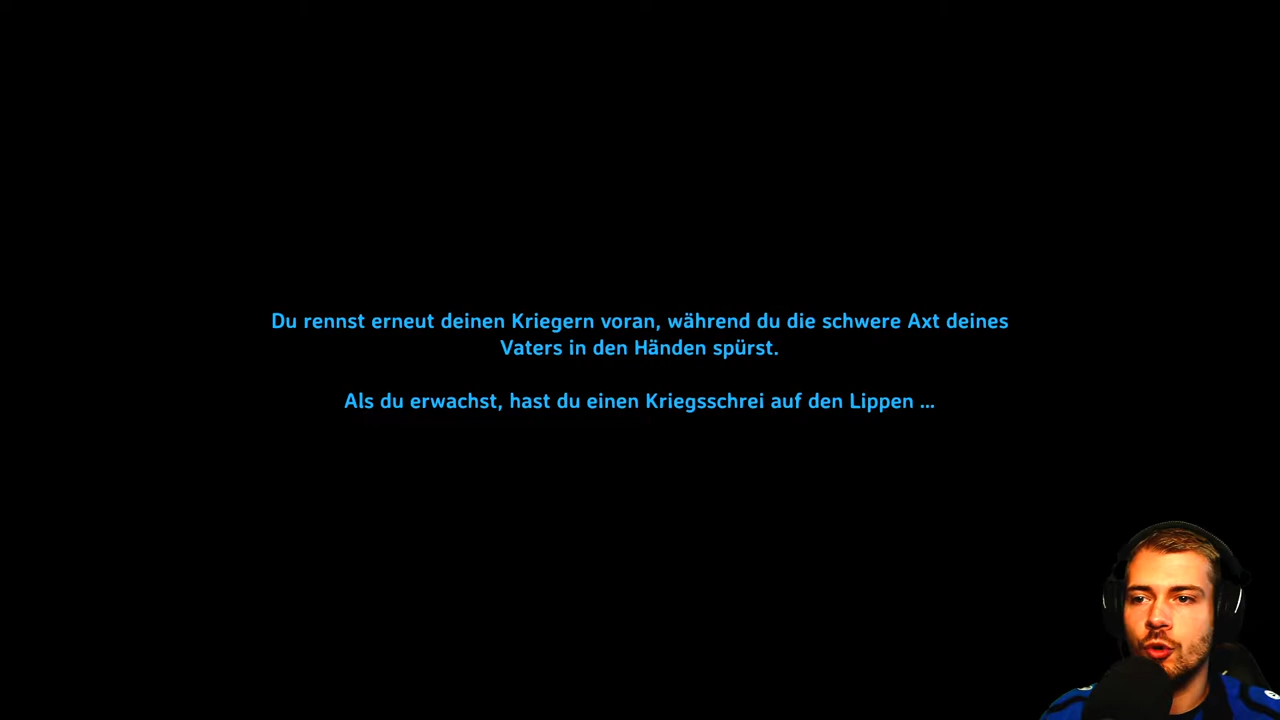 Du rennst erneut deinen Kriegern voran, während du die schwere Axt deines
Vaters in den Händen spürst.
Als du erwachst, hast du einen Kriegsschrei auf den Lippen ...